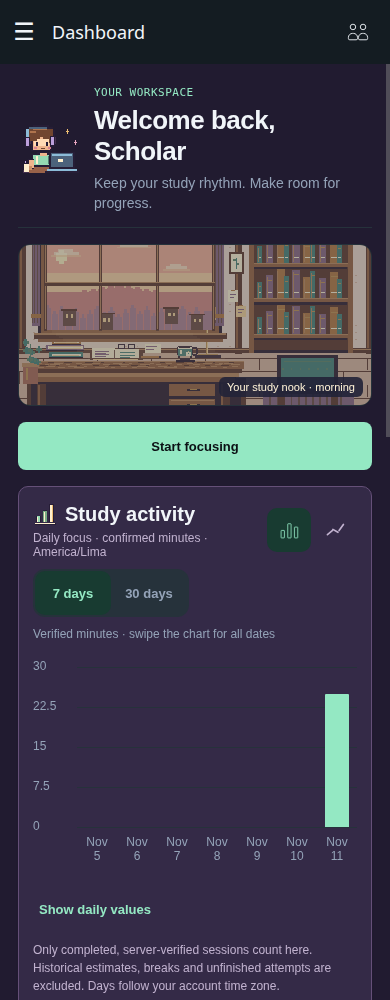 Dashboard
YOUR WORKSPACE
Welcome back,
Scholar
Keep your study rhythm. Make room for
progress.
Your study nook · morning
Start focusing
Study activity
Daily focus · confirmed minutes ·
America/Lima
7 days
30 days
Verified minutes · swipe the chart for all dates
30
22.5
15
7.5
0
Nov 5
Nov 6
Nov 7
Nov 8
Nov 9
Nov 10
Nov 11
Show daily values
Only completed, server-verified sessions count here.
Historical estimates, breaks and unfinished attempts are
excluded. Days follow your account time zone.